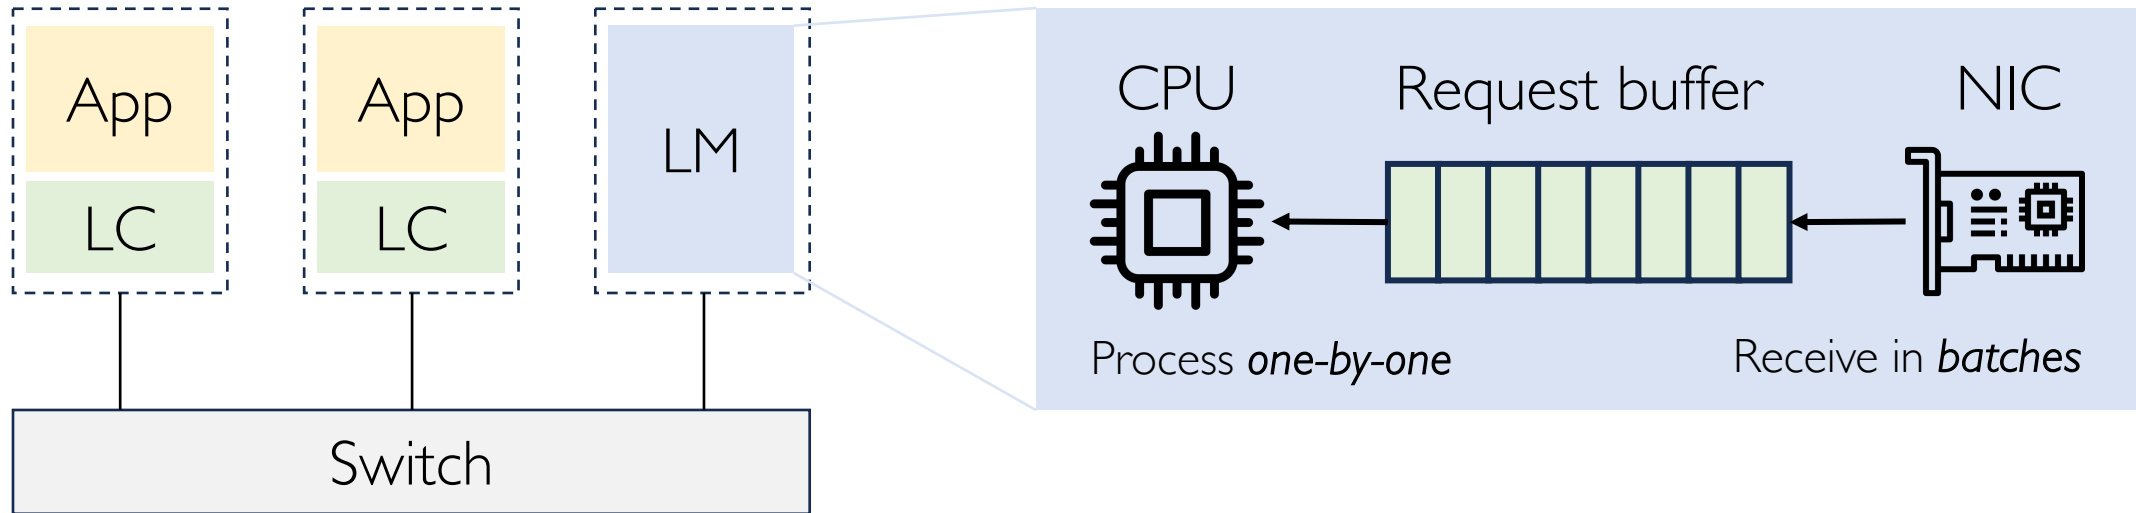 App
LC
App
LC
LM
Switch
CPU
Request buffer
NIC
Process one-by-one
Receive in batches